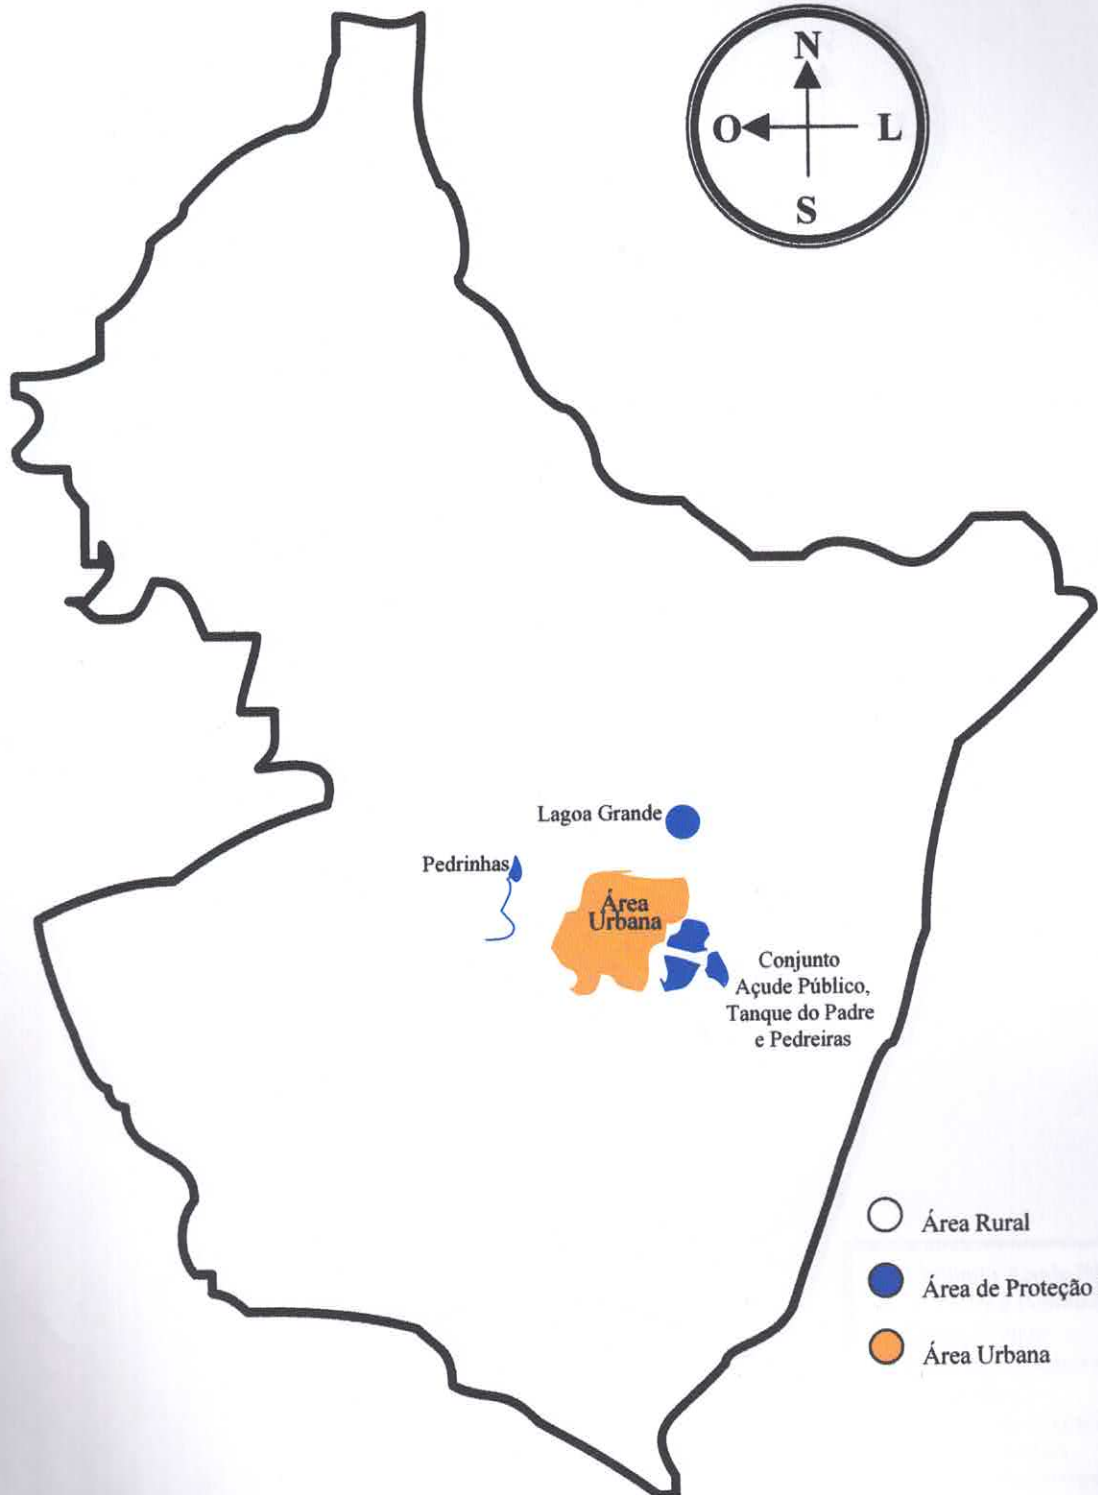 N
O L
S
Lagoa Grande
Pedrinhas
Área
Urbana
Conjunto
Açude Público,
Tanque do Padre
e Pedreiras
Área Rural
Área de Proteção
Área Urbana